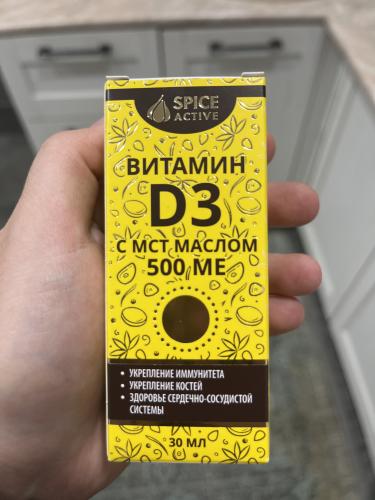 SPICE
ACTIVE
ВИТАМИН
D3
С МСТ МАСЛОМ
500 МЕ
• УКРЕПЛЕНИЕ ИММУНИТЕТА
• УКРЕПЛЕНИЕ КОСТЕЙ
• ЗДОРОВЬЕ СЕРДЕЧНО-СОСУДИСТОЙ
СИСТЕМЫ
30 МЛ